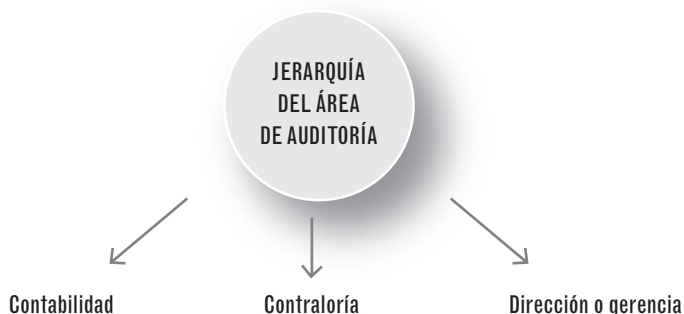 JERARQUÍA
DEL ÁREA
DE AUDITORÍA
Contabilidad
Contraloría
Dirección o gerencia